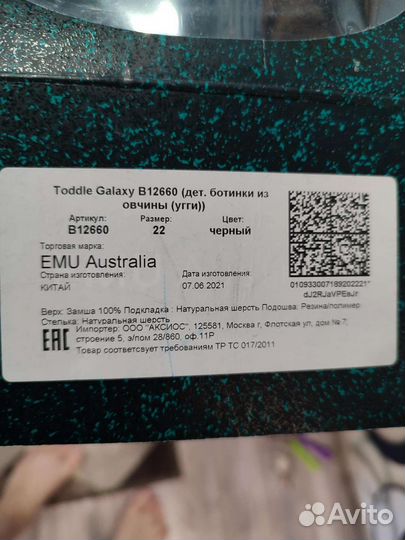 Toddle Galaxy B12660 (дет. ботинки из
овчины (угги))
Артикул: Размер: Цвет:
B12660 22 черный
Торговая марка:
EMU Australia
Страна изготовления: Дата изготовления:
КИТАЙ 07.06.2021
0109330071892022​21"
dJ2RJaVPEsJr
Верх: Замша 100% Подкладка : Натуральная шерсть Подошва: Резина/полимер
Стелька: Натуральная шерсть
Импортер: ООО "АКСИОС", 125581, Москва г, Флотская ул, дом № 7,
строение 5, э/пом 28/860, оф.11Р
Товар соответствует требованиям ТР ТС 017/2011
EAC
Avito